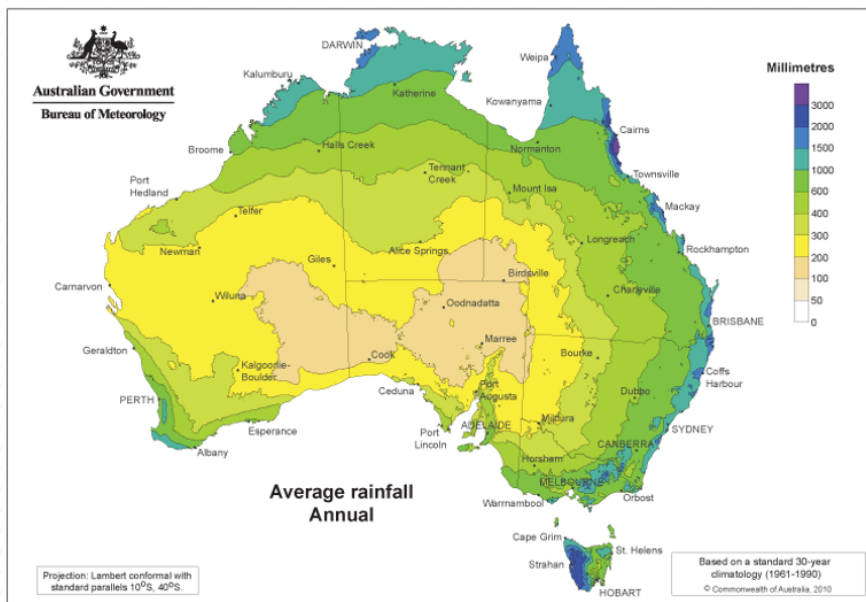 Australian Government
Bureau of Meteorology
DARWIN
Weipa
Kalumburu
Katherine
Kowanyama
Millimetres
3000
2000
1500
1000
600
400
300
200
100
50
0
Cairns
Broome
Halls Creek
Normanton
Townsville
Port
Hedland
Tennant
Creek
Mount Isa
Mackay
Telfer
Newman
Giles
Alice Springs
Longreach
Rockhampton
Birdsville
Carnarvon
Wiluna
Oodnadatta
Charleville
BRISBANE
Geraldton
Marree
Cook
Bourke
Coffs
Harbour
Kalgoorlie-
Boulder
Ceduna
Port
Augusta
Dubbo
PERTH
Esperance
Port
Lincoln
ADELAIDE
Mildura
SYDNEY
Albany
Horsham
CANBERRA
MELBOURNE
Warrnambool
Orbost
Average rainfall
Annual
Cape Grim
Strahan
St. Helens
HOBART
Projection: Lambert conformal with
standard parallels 10°S, 40°S.
Based on a standard 30-year
climatology (1961-1990)
© Commonwealth of Australia, 2010